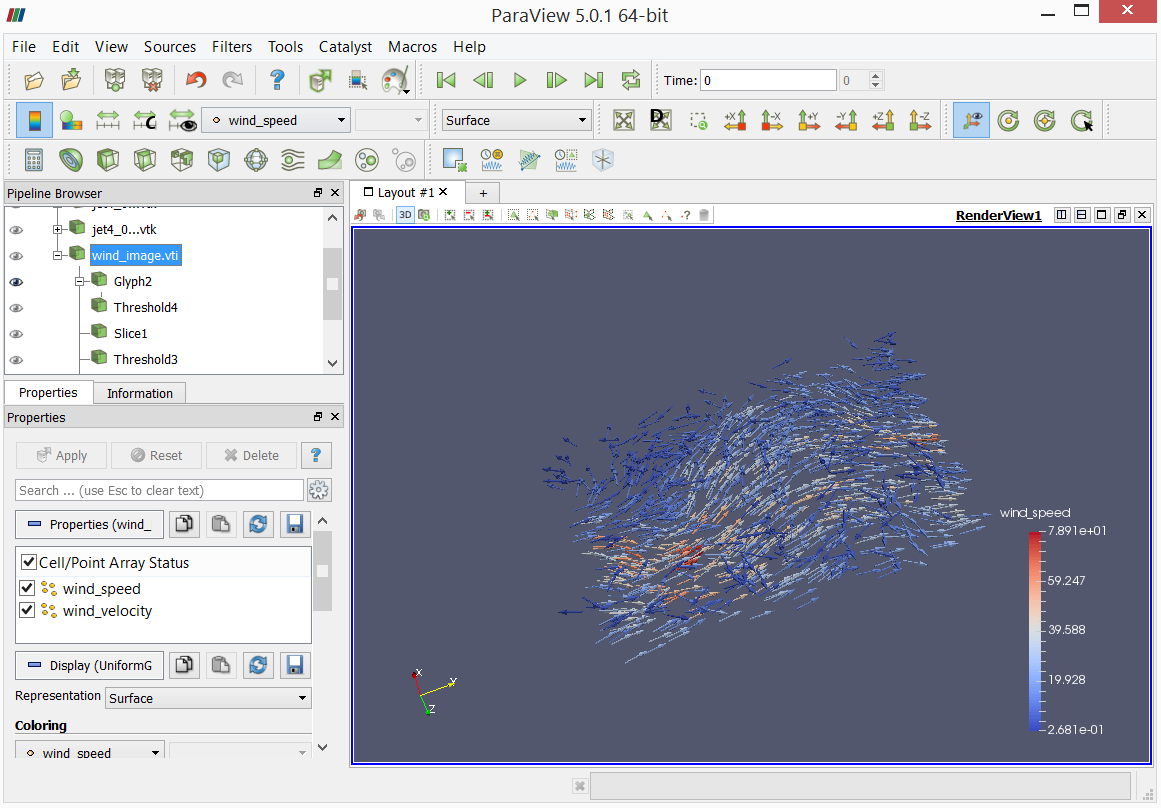 ParaView 5.0.1 64-bit
File Edit View Sources Filters Tools Catalyst Macros Help
Time: 0 0
wind_speed Surface +X -X +Y -Y +Z -Z
Pipeline Browser
Layout #1 +
3D RenderView1
jet4_0...vtk
wind_image.vti
Glyph2
Threshold4
Slice1
Threshold3
Properties Information
Properties
Apply Reset Delete ?
Search ... (use Esc to clear text)
Properties (wind_
Cell/Point Array Status
wind_speed
wind_velocity
Display (UniformG
Representation Surface
Coloring
wind_speed
wind_speed
7.891e+01
59.247
39.588
19.928
2.681e-01
X
Y
Z